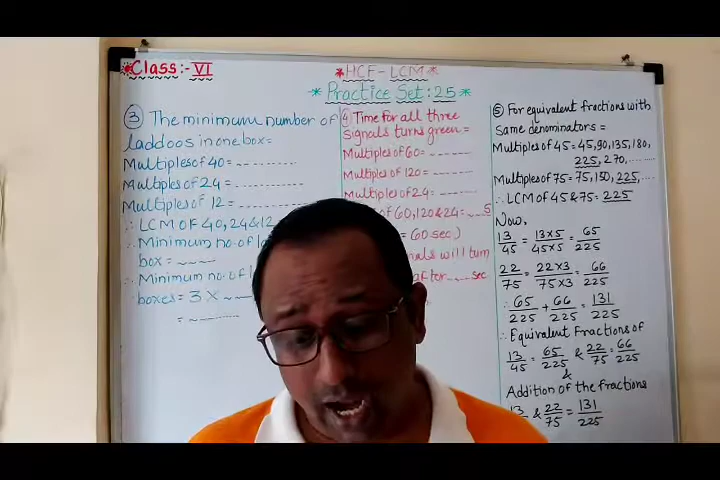 *Class:- VI
*HCF- LCM*
*Practice Set:25*
③ The minimum number of
laddoos in one box=
Multiples of 40=
Multiples of 24 =
Multiples of 12 =
∴ LCM of 40, 24 & 12
∴ Minimum no. of
box =
∴ Minimum no. of
boxes = 3 ×
=
④ Time for all three
signals turns green=
Multiples of 60=
Multiples of 120=
Multiples of 24=
of 60, 120 & 24=
= 60 sec)
signals will turn
after ..... sec
⑤ For equivalent fractions with
same denominators =
Multiples of 45 = 45, 90, 135, 180,
225, 270, ........
Multiples of 75 = 75, 150, 225, ....
∴ LCM of 45 & 75 = 225
Now,
13/45 = 13×5/45×5 = 65/225
22/75 = 22×3/75×3 = 66/225
∴ 65/225 + 66/225 = 131/225
∴ Equivalent Fractions of
13/45 = 65/225 & 22/75 = 66/225
&
Addition of the fractions
13 & 22/75 = 131/225